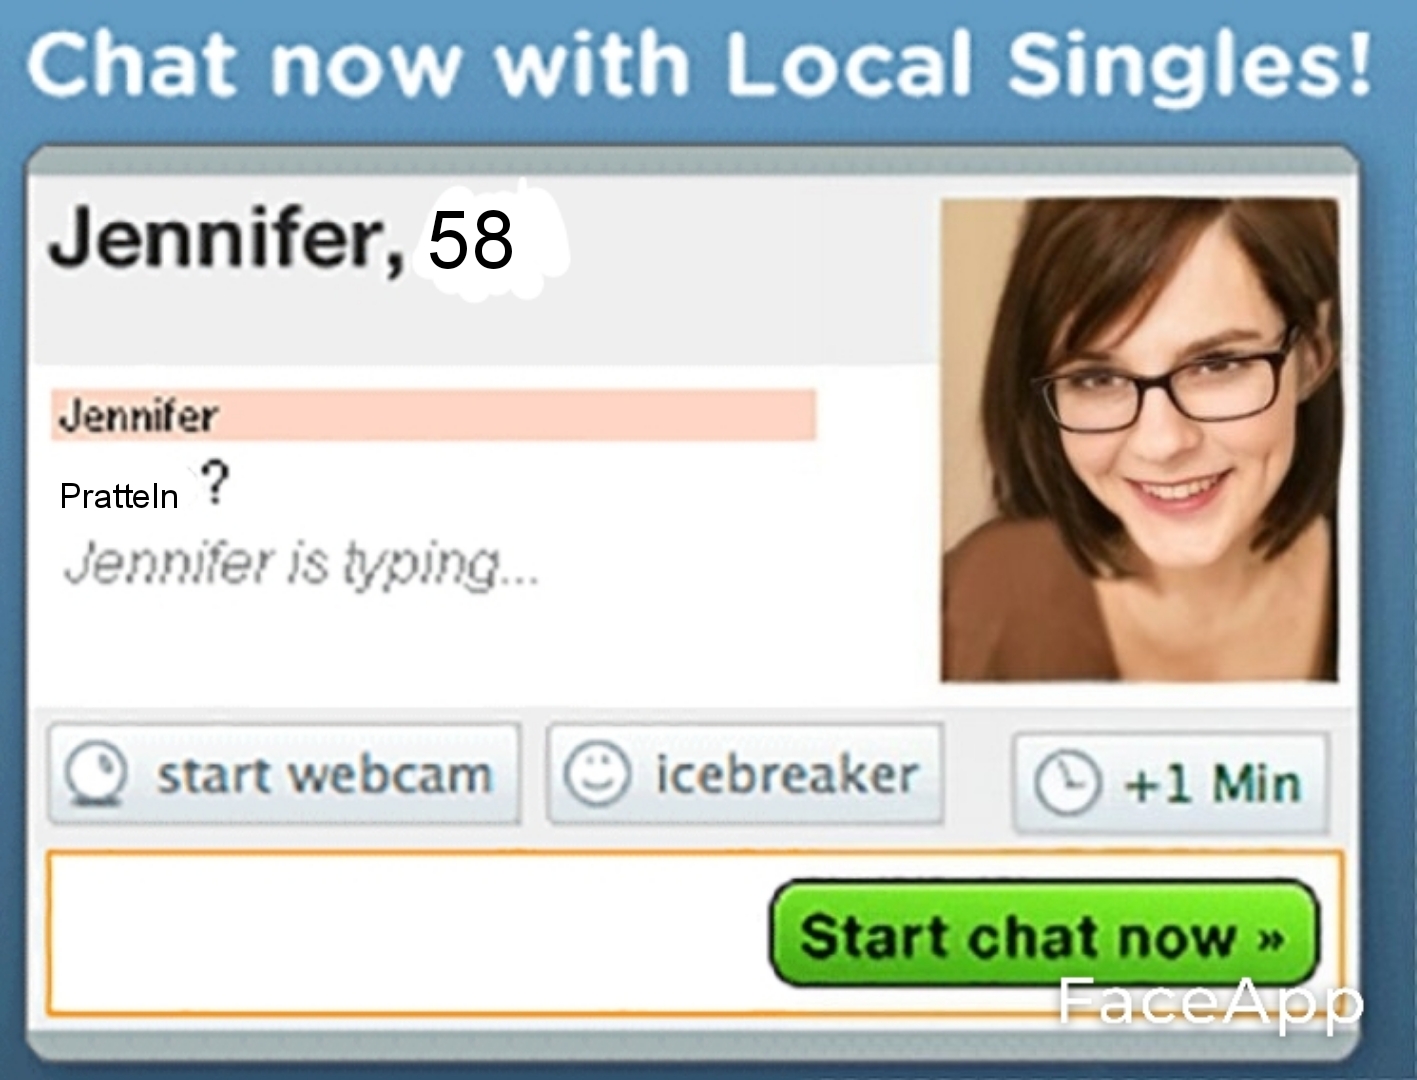 Chat now with Local Singles!
Jennifer, 58
Jennifer
Pratteln ?
Jennifer is typing...
start webcam
icebreaker
+1 Min
Start chat now »
FaceApp